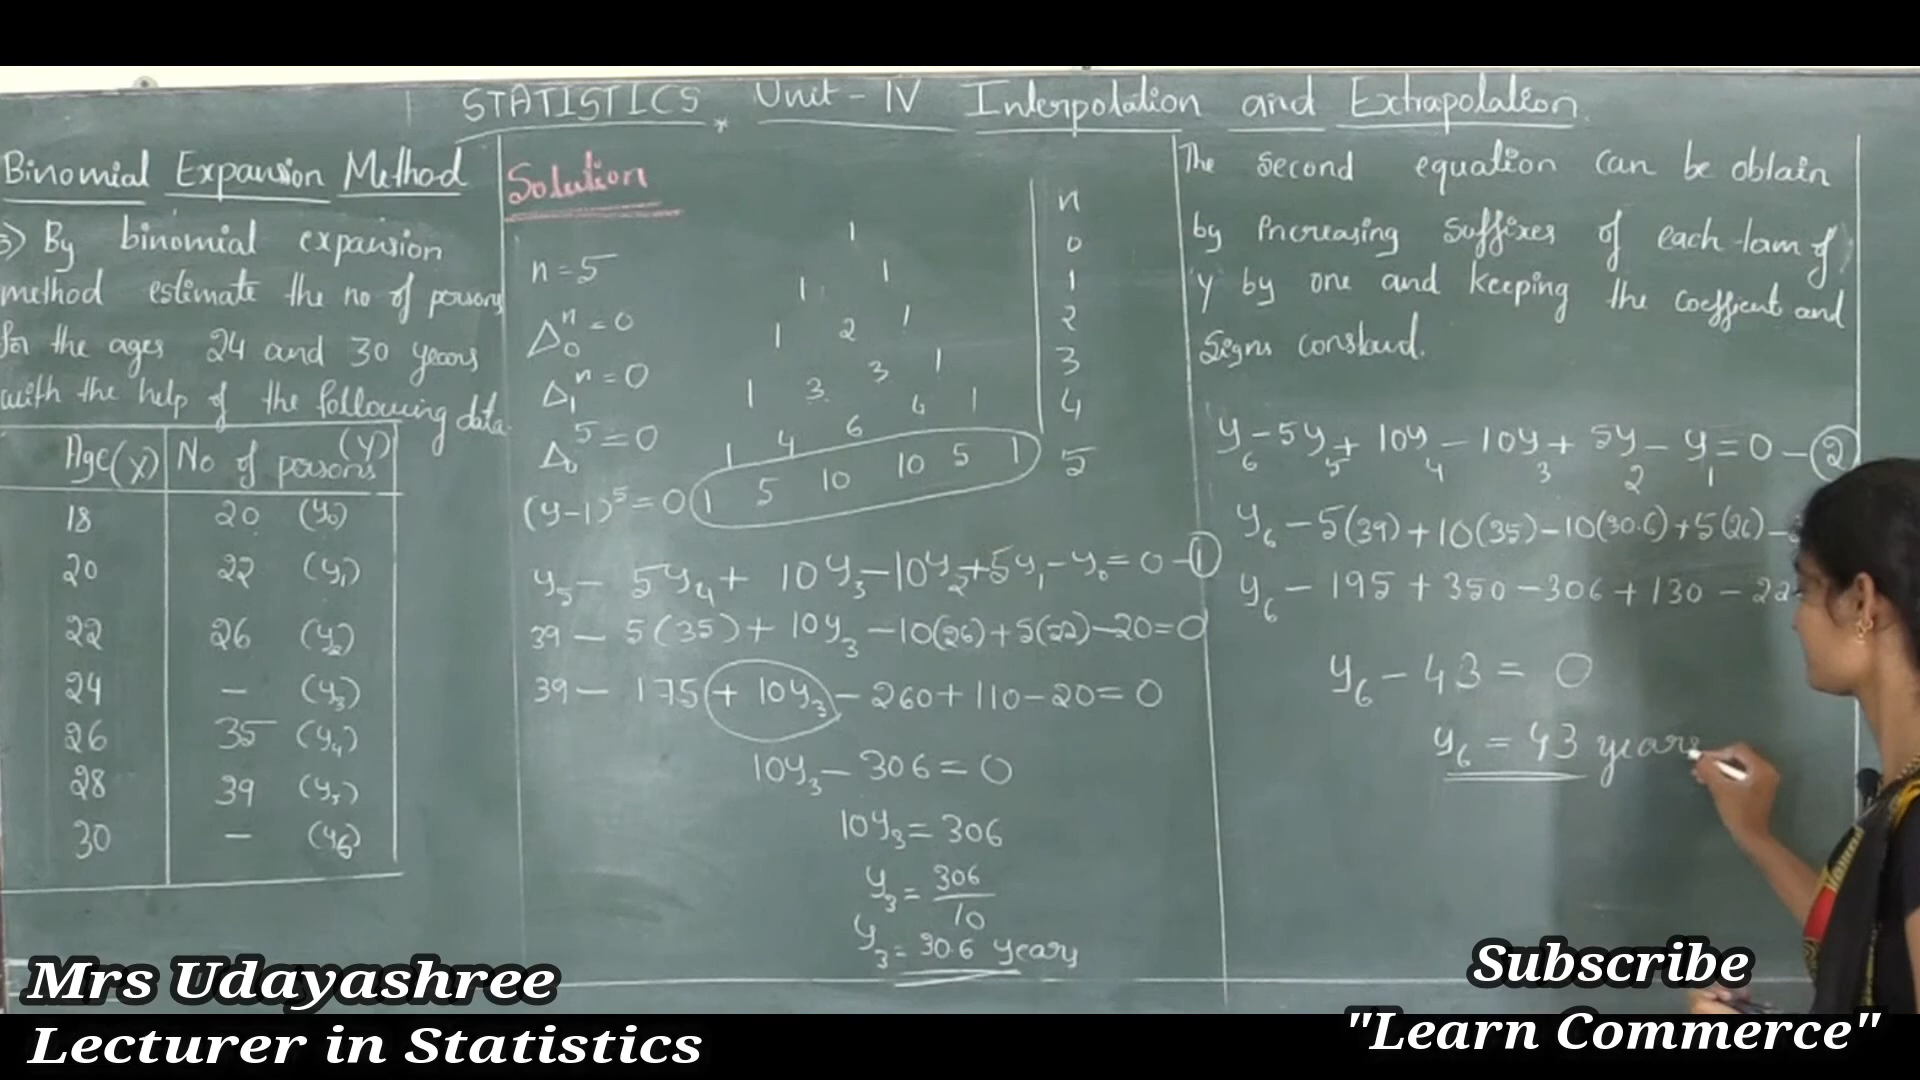 STATISTICS Unit - IV Interpolation and Extrapolation
Binomial Expansion Method
3) By binomial expansion
method estimate the no of persons
for the ages 24 and 30 years
with the help of the following data.
Age(X) No of persons (Y)
18 20 (y₀)
20 22 (y₁)
22 26 (y₂)
24 – (y₃)
26 35 (y₄)
28 39 (y₅)
30 – (y₆)
Solution
n = 5
Δ₀ⁿ = 0
Δ₁ⁿ = 0
Δ₀⁵ = 0
(y-1)⁵ = 0
n
1 0
1 1 1
1 2 1 2
1 3 3 1 3
1 4 6 4 1 4
1 5 10 10 5 1 5
y₅ - 5y₄ + 10y₃ - 10y₂ + 5y₁ - y₀ = 0 - ①
39 - 5(35) + 10y₃ - 10(26) + 5(22) - 20 = 0
39 - 175 + 10y₃ - 260 + 110 - 20 = 0
10y₃ - 306 = 0
10y₃ = 306
y₃ = 306/10
y₃ = 30.6 years
The second equation can be obtain
by increasing suffixes of each
'Y' by one and keeping the coefficient and
signs
y₆ - 5y₅ + 10y₄ - 10y₃ + 5y₂ - y₁ = 0 - ②
y₆ - 5(39) + 10(35) - 10(30.6) + 5(26) -
y₆ - 195 + 350 - 306 + 130 - 22
y₆ - 43 = 0
y₆ = 43 years
Mrs Udayashree
Lecturer in Statistics
Subscribe
"Learn Commerce"